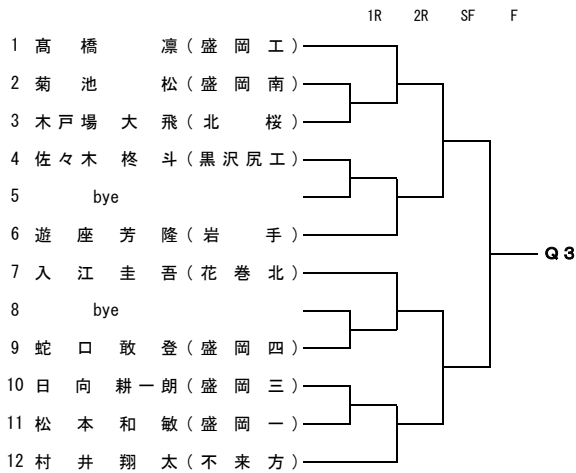 1R 2R SF F
1 髙橋 凛(盛岡工)
2 菊池 松(盛岡南)
3 木戸場大飛(北桜)
4 佐々木柊斗(黒沢尻工)
5 bye
6 遊座芳隆(岩手)
Q3
7 入江圭吾(花巻北)
8 bye
9 蛇口敢登(盛岡四)
10 日向耕一朗(盛岡三)
11 松本和敏(盛岡一)
12 村井翔太(不来方)